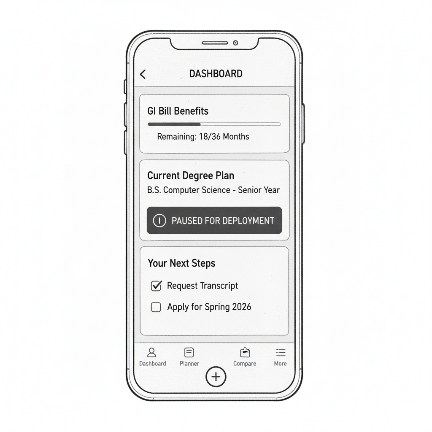 DASHBOARD
GI Bill Benefits
Remaining: 18/36 Months
Current Degree Plan
B.S. Computer Science - Senior Year
PAUSED FOR DEPLOYMENT
Your Next Steps
Request Transcript
Apply for Spring 2026
Dashboard Planner Compare More